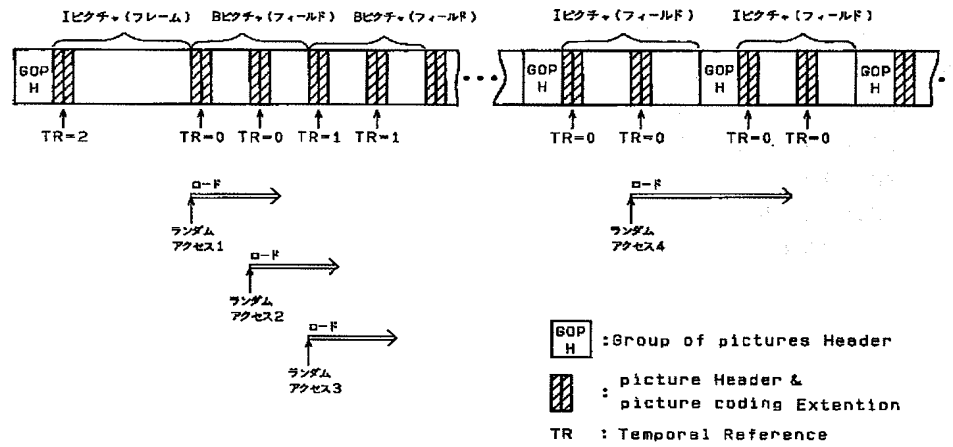 Iピクチャ(フレーム) Bピクチャ(フィールド) Bピクチャ(フィールド) Iピクチャ(フィールド) Iピクチャ(フィールド)
GOP H GOP H GOP H
TR=2 TR=0 TR=0 TR=1 TR=1 TR=0 TR=0 TR=0 TR=0
ロード
ランダム
アクセス1
ロード
ランダム
アクセス4
ロード
ランダム
アクセス2
ロード
ランダム
アクセス3
GOP H :Group of pictures Header
: picture Header &
picture coding Extention
TR : Temporal Reference